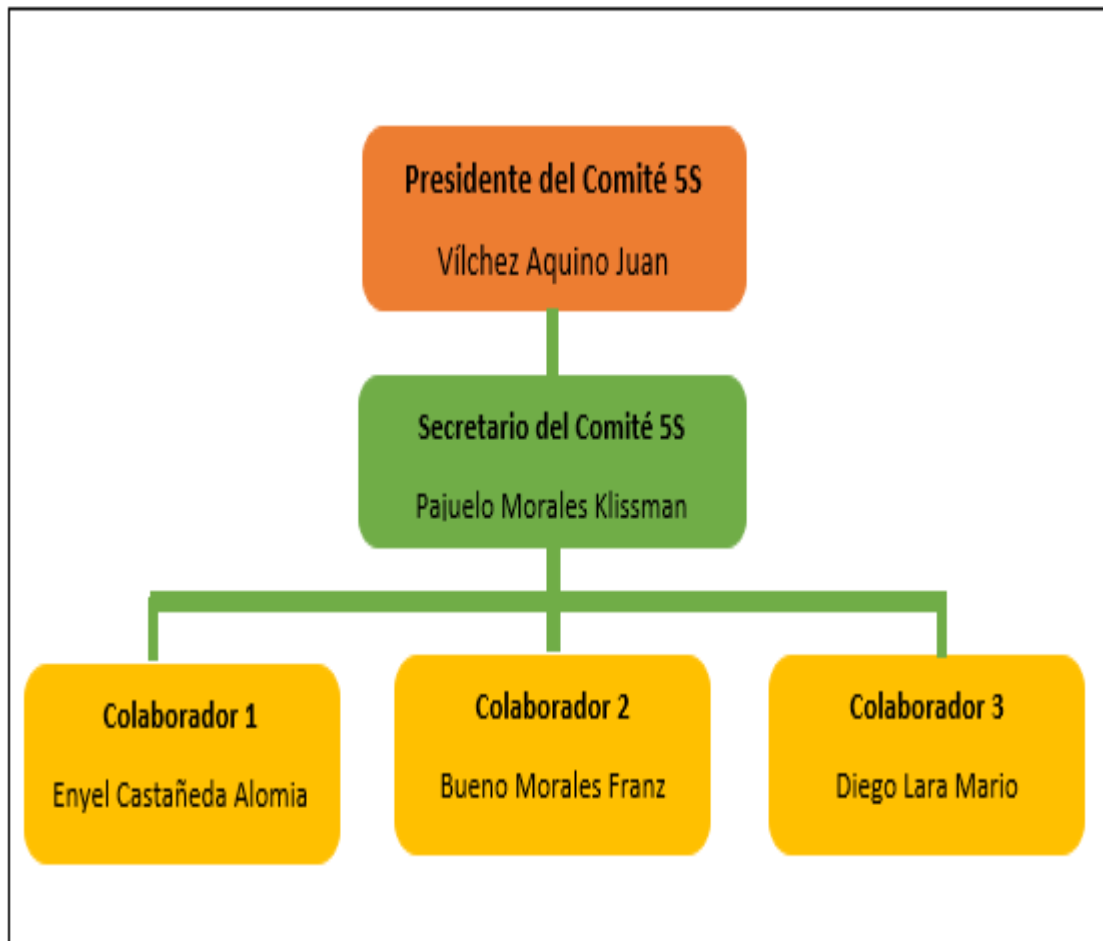 Presidente del Comité 5S
Vílchez Aquino Juan
Secretario del Comité 5S
Pajuelo Morales Klissman
Colaborador 1
Enyel Castañeda Alomia
Colaborador 2
Bueno Morales Franz
Colaborador 3
Diego Lara Mario